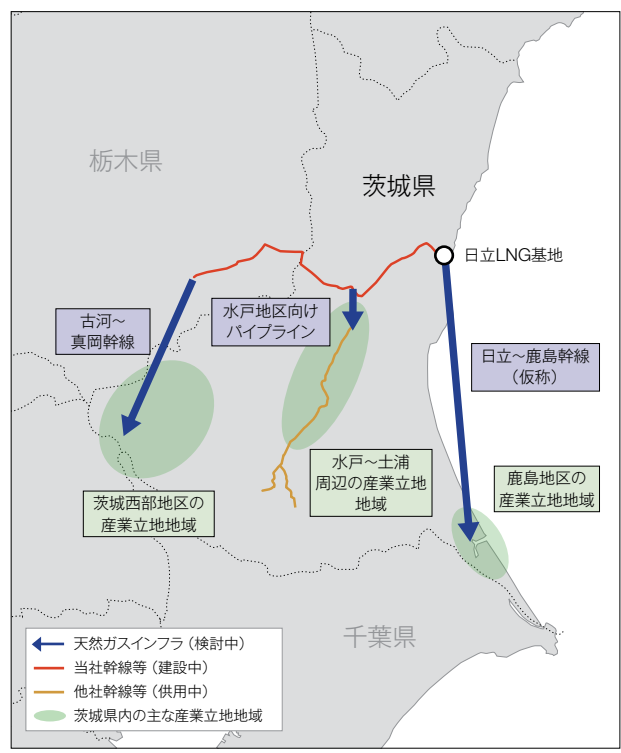 栃木県
茨城県
日立LNG基地
古河～
真岡幹線
水戸地区向け
パイプライン
日立～鹿島幹線
（仮称）
水戸～土浦
周辺の産業立地
地域
鹿島地区の
産業立地地域
茨城西部地区の
産業立地地域
千葉県
天然ガスインフラ（検討中）
当社幹線等（建設中）
他社幹線等（供用中）
茨城県内の主な産業立地地域